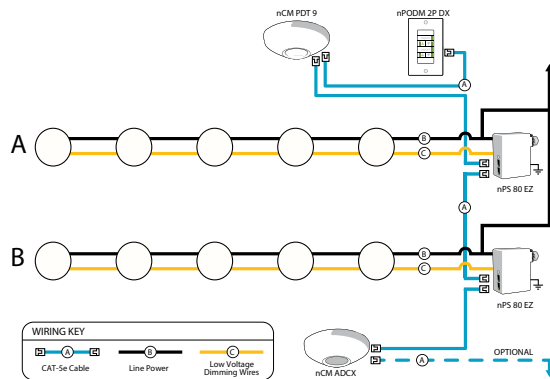 nCM PDT 9
nPODM 2P DX
A
A
B
C
nPS 80 EZ
A
B
B
C
nPS 80 EZ
WIRING KEY
A
B
C
CAT-5e Cable
Line Power
Low Voltage
Dimming Wires
nCM ADCX
A
OPTIONAL